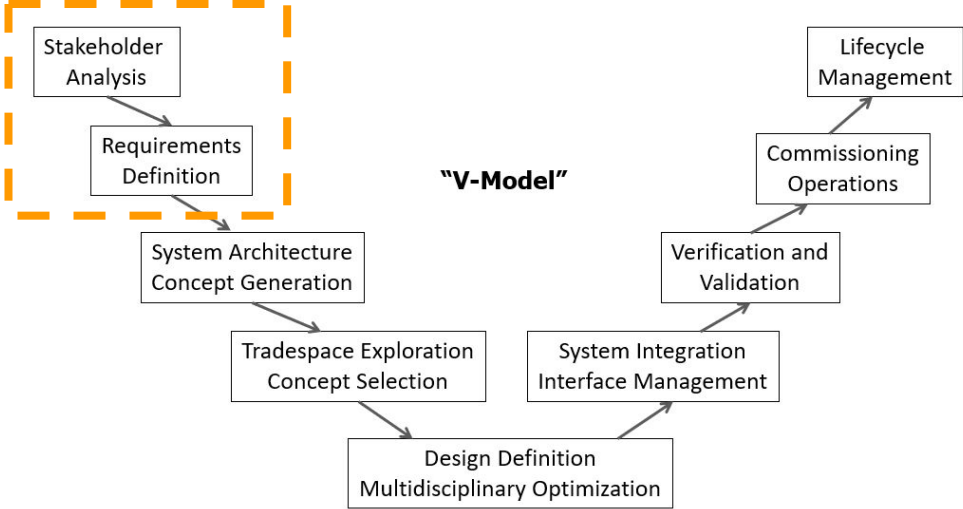 Stakeholder
Analysis
Requirements
Definition
System Architecture
Concept Generation
Tradespace Exploration
Concept Selection
Design Definition
Multidisciplinary Optimization
System Integration
Interface Management
Verification and
Validation
Commissioning
Operations
Lifecycle
Management
“V-Model”